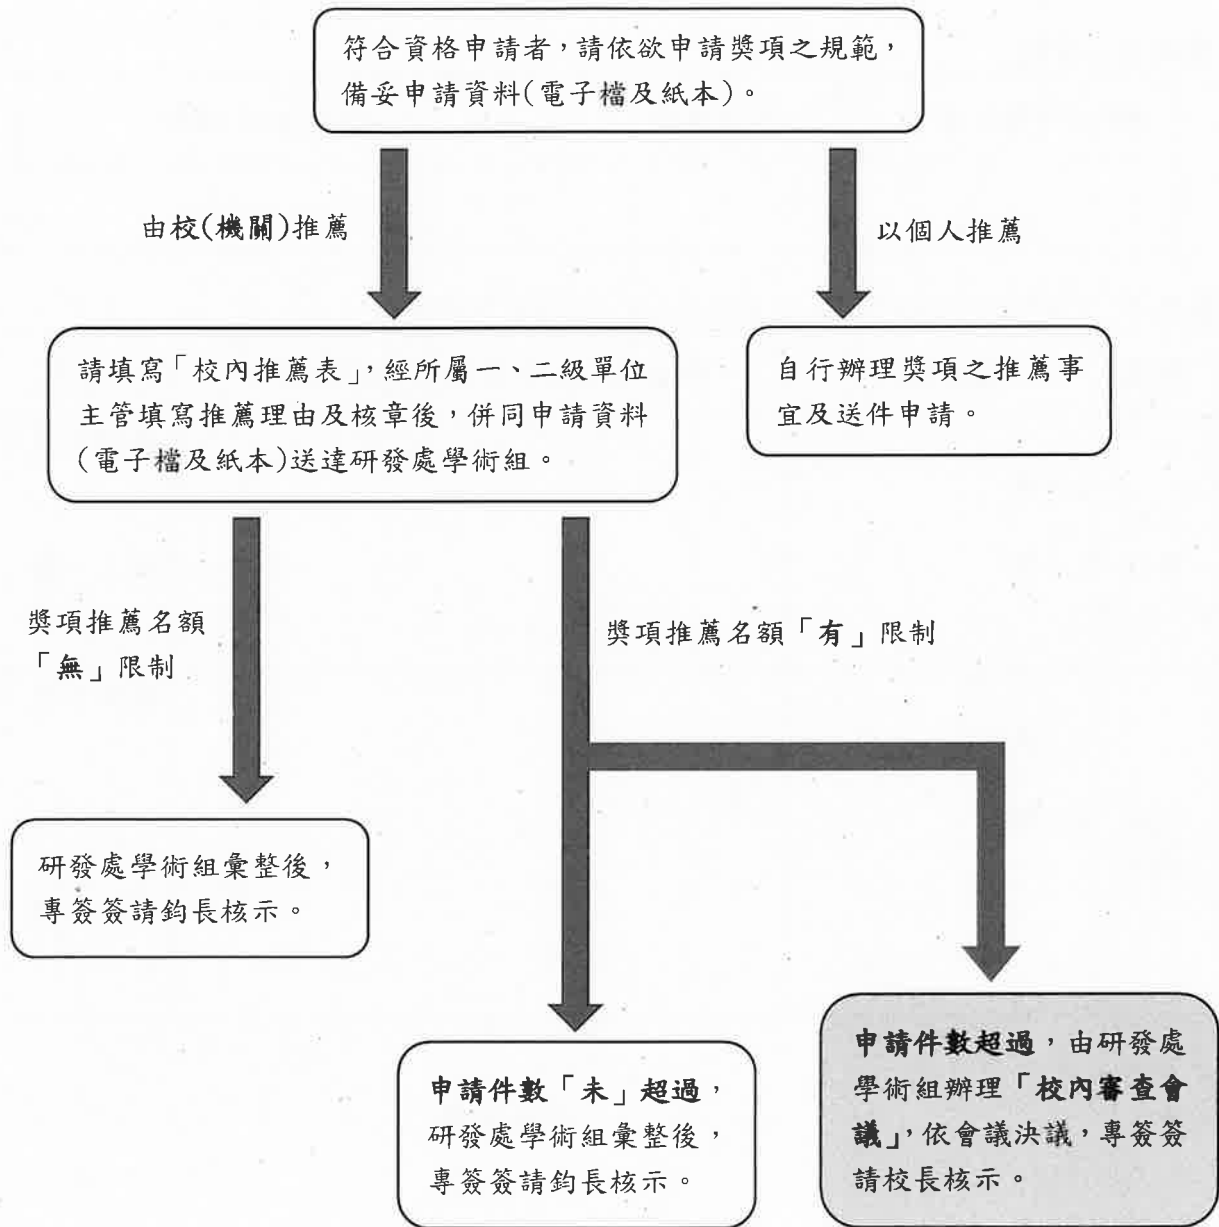 符合資格申請者，請依欲申請獎項之規範，
備妥申請資料(電子檔及紙本)。
由校(機關)推薦
以個人推薦
請填寫「校內推薦表」，經所屬一、二級單位
主管填寫推薦理由及核章後，併同申請資料
(電子檔及紙本)送達研發處學術組。
自行辦理獎項之推薦事
宜及送件申請。
獎項推薦名額
「無」限制
獎項推薦名額「有」限制
研發處學術組彙整後，
專簽簽請鈞長核示。
申請件數「未」超過，
研發處學術組彙整後，
專簽簽請鈞長核示。
申請件數超過，由研發處
學術組辦理「校內審查會
議」，依會議決議，專簽簽
請校長核示。